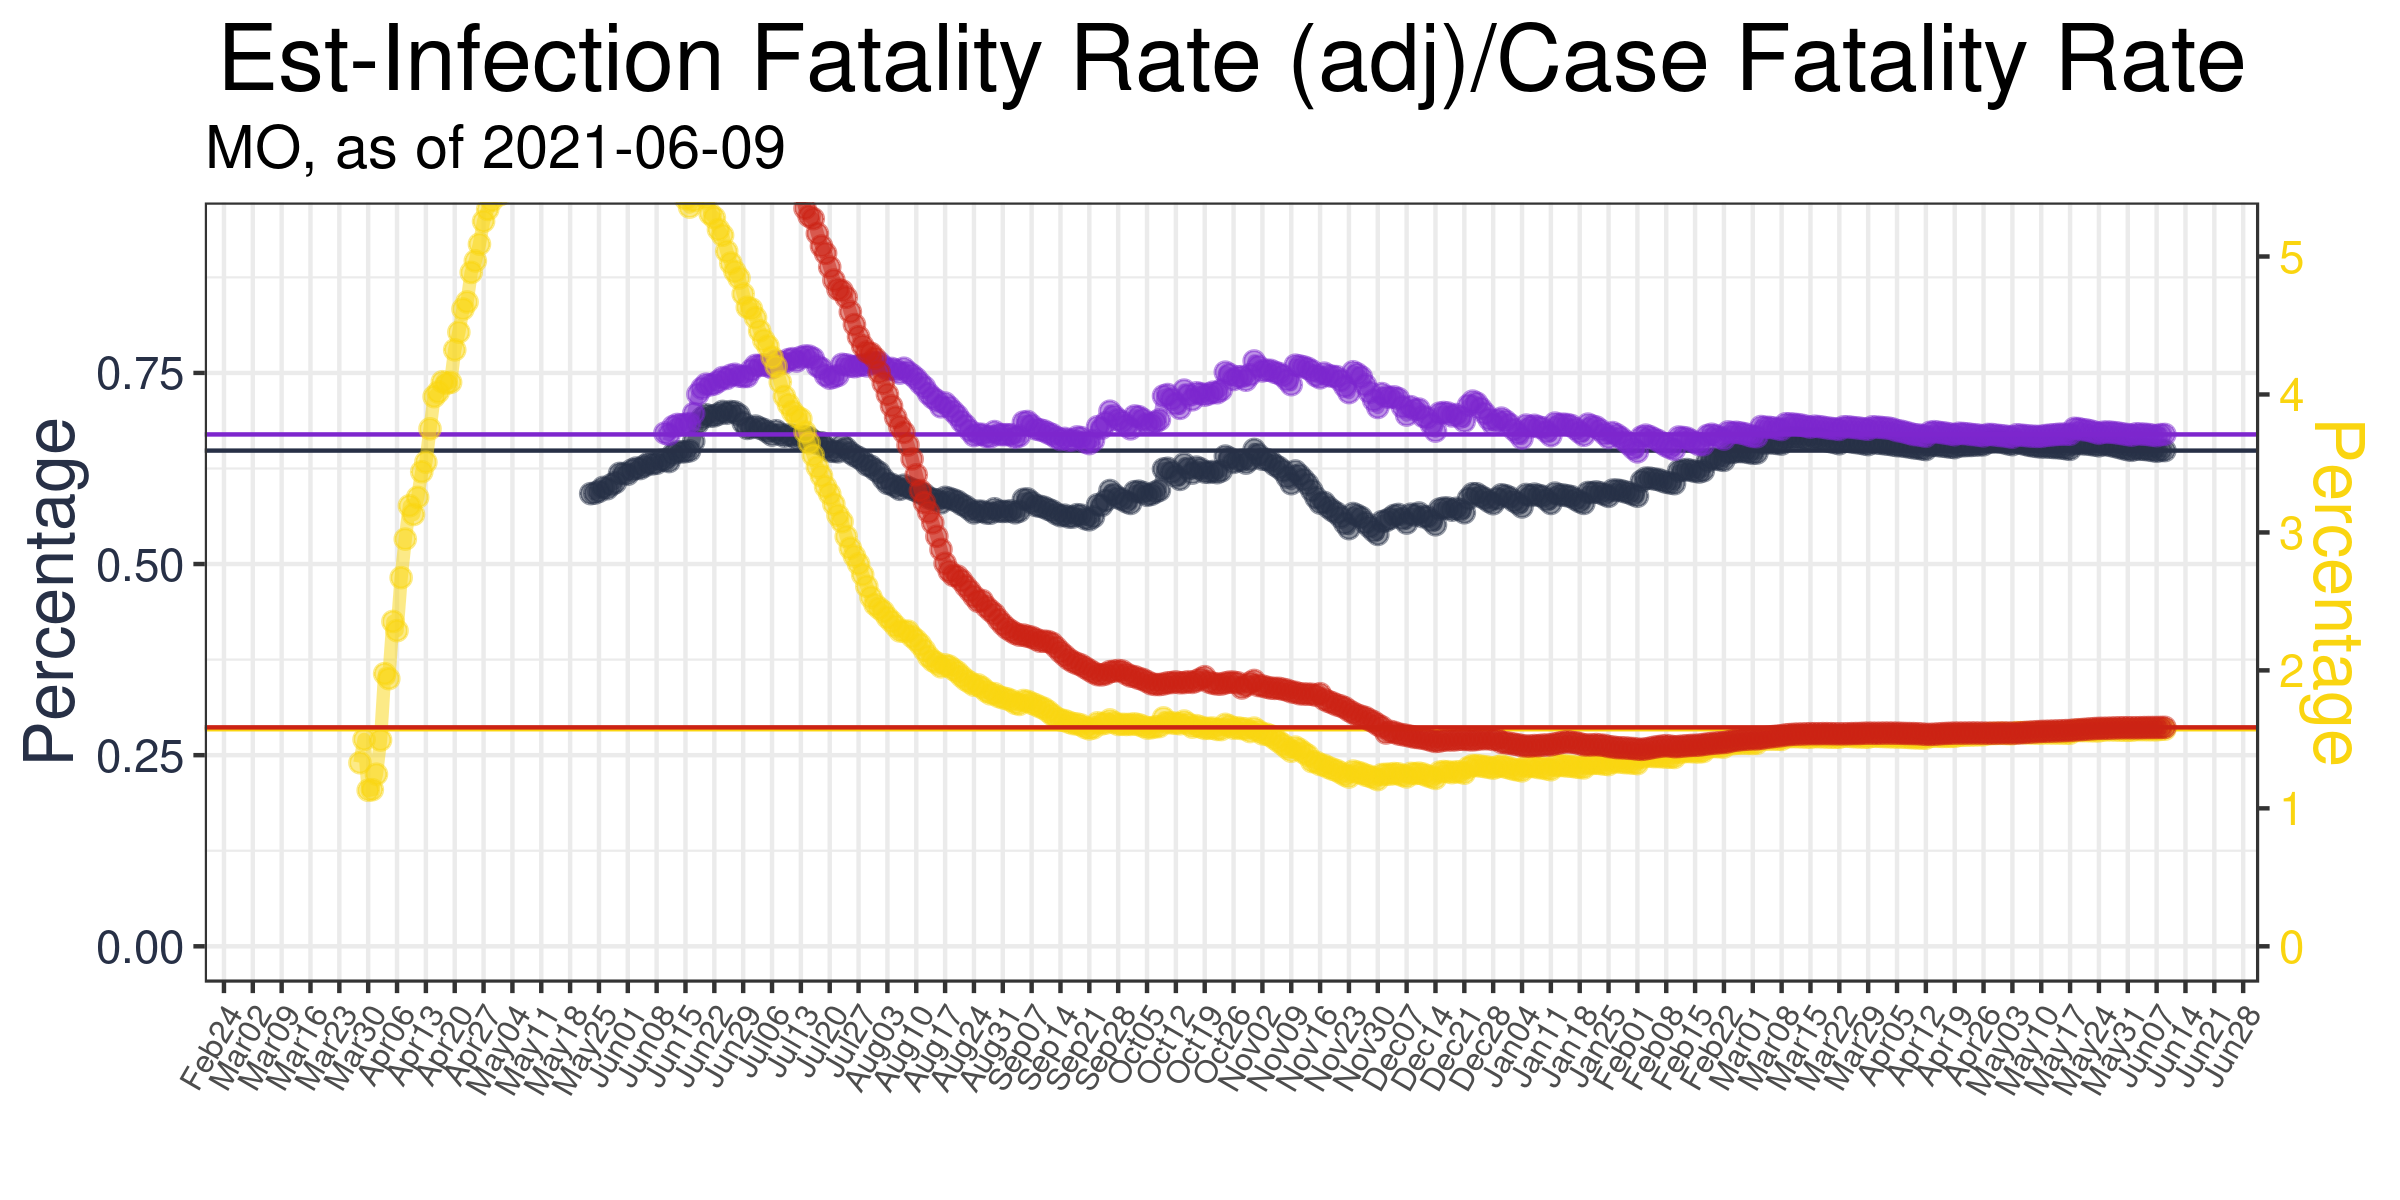 Est-Infection Fatality Rate (adj)/Case Fatality Rate
MO, as of 2021-06-09
Percentage
0.75
0.50
0.25
0.00
5
4
3
2
1
0
Percentage
Feb24
Mar02
Mar09
Mar16
Mar23
Mar30
Apr06
Apr13
Apr20
Apr27
May04
May11
May18
May25
Jun01
Jun08
Jun15
Jun22
Jun29
Jul06
Jul13
Jul20
Jul27
Aug03
Aug10
Aug17
Aug24
Aug31
Sep07
Sep14
Sep21
Sep28
Oct05
Oct12
Oct19
Oct26
Nov02
Nov09
Nov16
Nov23
Nov30
Dec07
Dec14
Dec21
Dec28
Jan04
Jan11
Jan18
Jan25
Feb01
Feb08
Feb15
Feb22
Mar01
Mar08
Mar15
Mar22
Mar29
Apr05
Apr12
Apr19
Apr26
May03
May10
May17
May24
May31
Jun07
Jun14
Jun21
Jun28